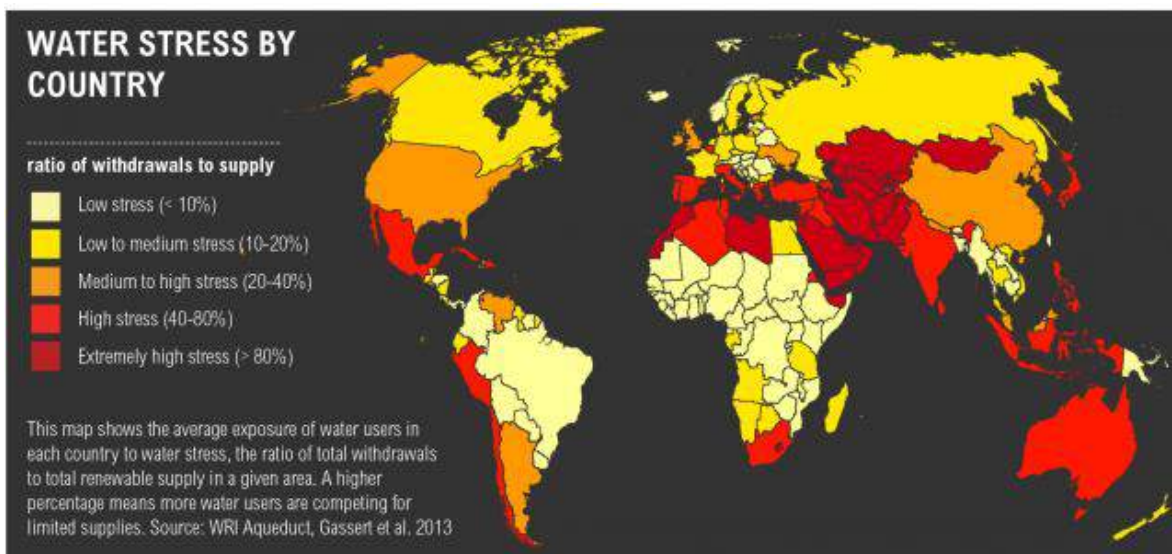 WATER STRESS BY
COUNTRY
ratio of withdrawals to supply
Low stress (< 10%)
Low to medium stress (10-20%)
Medium to high stress (20-40%)
High stress (40-80%)
Extremely high stress (> 80%)
This map shows the average exposure of water users in
each country to water stress, the ratio of total withdrawals
to total renewable supply in a given area. A higher
percentage means more water users are competing for
limited supplies. Source: WRI Aqueduct, Gassert et al. 2013